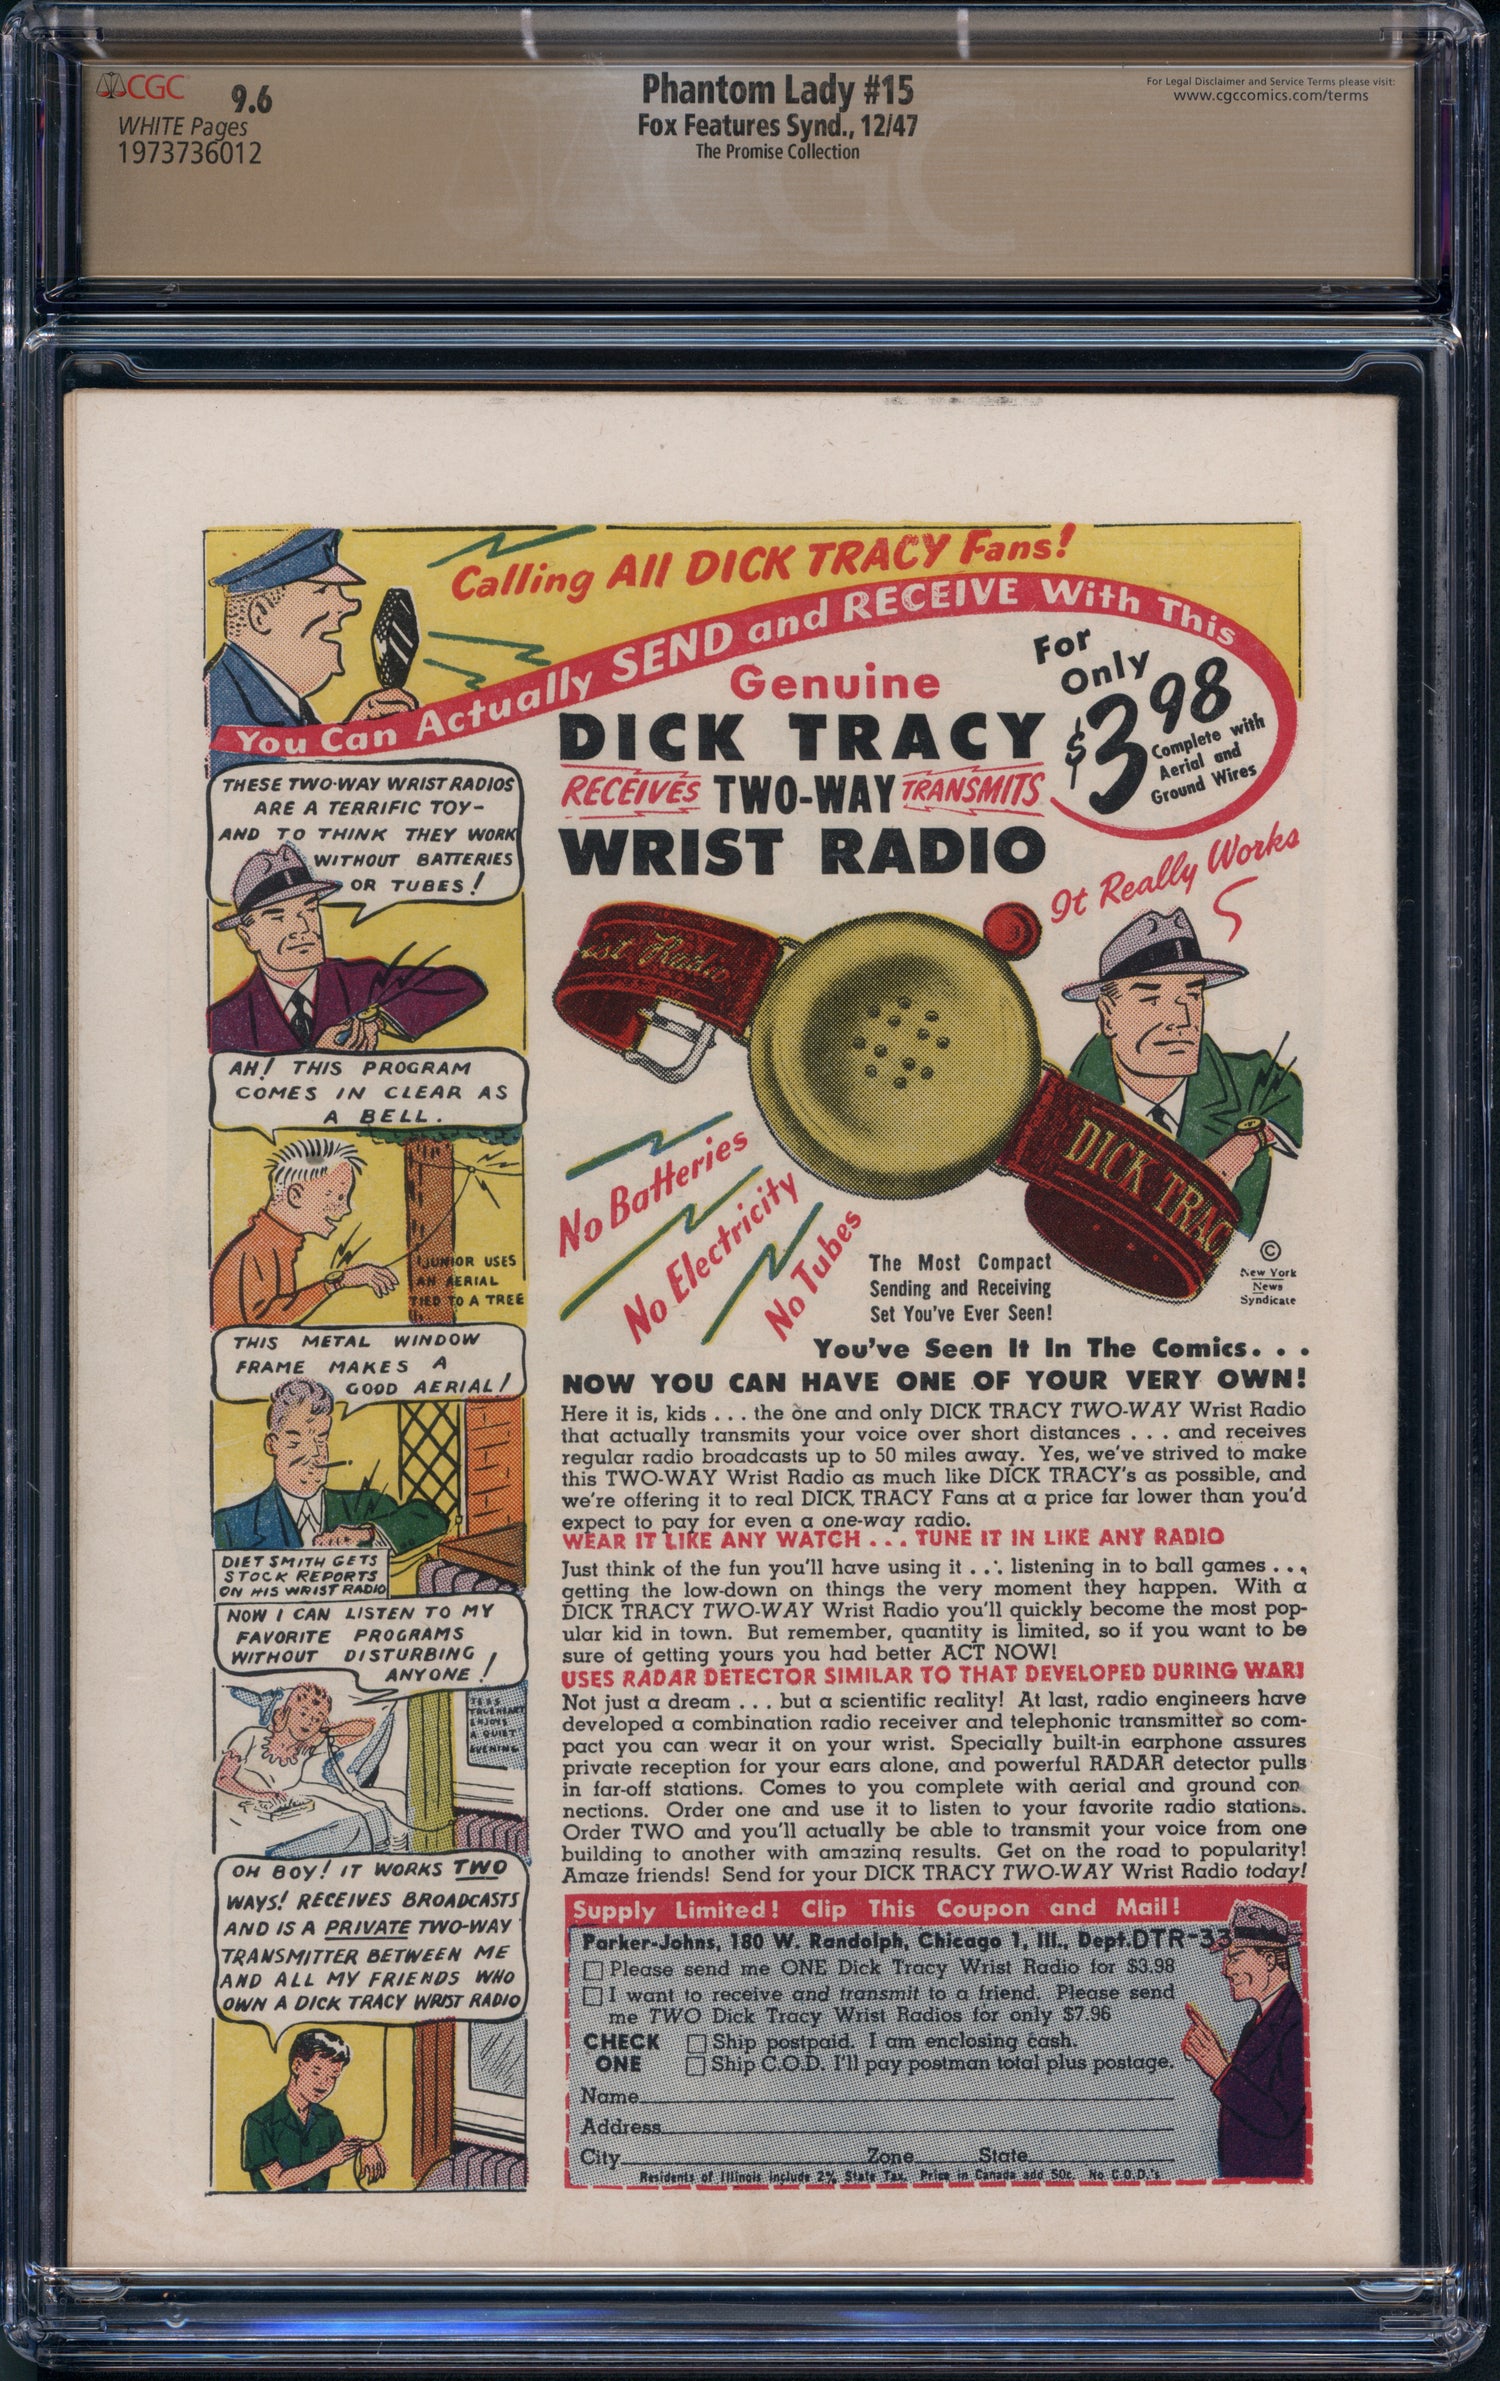 CGC 9.6
WHITE Pages
1973736012
Phantom Lady #15
Fox Features Synd., 12/47
The Promise Collection
For Legal Disclaimer and Service Terms please visit:
www.cgccomics.com/terms
CGC
Calling All DICK TRACY Fans!
You Can Actually SEND and RECEIVE With This
Genuine
DICK TRACY
RECEIVES TWO-WAY TRANSMITS
WRIST RADIO
For
Only
$3.98
Complete with
Aerial and
Ground Wires
It Really Works
THESE TWO-WAY WRIST RADIOS
ARE A TERRIFIC TOY-
AND TO THINK THEY WORK
WITHOUT BATTERIES
OR TUBES!
AH! THIS PROGRAM
COMES IN CLEAR AS
A BELL.
JUNIOR USES
AN AERIAL
TIED TO A TREE
THIS METAL WINDOW
FRAME MAKES A
GOOD AERIAL!
DIET SMITH GETS
STOCK REPORTS
ON HIS WRIST RADIO
NOW I CAN LISTEN TO MY
FAVORITE PROGRAMS
WITHOUT DISTURBING
ANYONE!
TESS
TRUEHEART
ENJOYS
A QUIET
EVENING
OH BOY! IT WORKS TWO
WAYS! RECEIVES BROADCASTS
AND IS A PRIVATE TWO-WAY
TRANSMITTER BETWEEN ME
AND ALL MY FRIENDS WHO
OWN A DICK TRACY WRIST RADIO
ist Radio
DICK TRAC
No Batteries
No Electricity
No Tubes
The Most Compact
Sending and Receiving
Set You've Ever Seen!
©
New York
News
Syndicate
You've Seen It In The Comics. . .
NOW YOU CAN HAVE ONE OF YOUR VERY OWN!
Here it is, kids . . . the one and only DICK TRACY TWO-WAY Wrist Radio
that actually transmits your voice over short distances . . . and receives
regular radio broadcasts up to 50 miles away. Yes, we've strived to make
this TWO-WAY Wrist Radio as much like DICK TRACY's as possible, and
we're offering it to real DICK TRACY Fans at a price far lower than you'd
expect to pay for even a one-way radio.
WEAR IT LIKE ANY WATCH . . . TUNE IT IN LIKE ANY RADIO
Just think of the fun you'll have using it . . . listening in to ball games . . .
getting the low-down on things the very moment they happen. With a
DICK TRACY TWO-WAY Wrist Radio you'll quickly become the most pop-
ular kid in town. But remember, quantity is limited, so if you want to be
sure of getting yours you had better ACT NOW!
USES RADAR DETECTOR SIMILAR TO THAT DEVELOPED DURING WAR!
Not just a dream . . . but a scientific reality! At last, radio engineers have
developed a combination radio receiver and telephonic transmitter so com-
pact you can wear it on your wrist. Specially built-in earphone assures
private reception for your ears alone, and powerful RADAR detector pulls
in far-off stations. Comes to you complete with aerial and ground con
nections. Order one and use it to listen to your favorite radio stations.
Order TWO and you'll actually be able to transmit your voice from one
building to another with amazing results. Get on the road to popularity!
Amaze friends! Send for your DICK TRACY TWO-WAY Wrist Radio today!
Supply Limited! Clip This Coupon and Mail!
Parker-Johns, 180 W. Randolph, Chicago 1, Ill., Dept.DTR-33
Please send me ONE Dick Tracy Wrist Radio for $3.98
I want to receive and transmit to a friend. Please send
me TWO Dick Tracy Wrist Radios for only $7.96
CHECK
ONE
Ship postpaid. I am enclosing cash.
Ship C.O.D. I'll pay postman total plus postage.
Name
Address
City Zone State
Residents of Illinois include 2% State Tax. Price in Canada add 50c. No C.O.D.'s